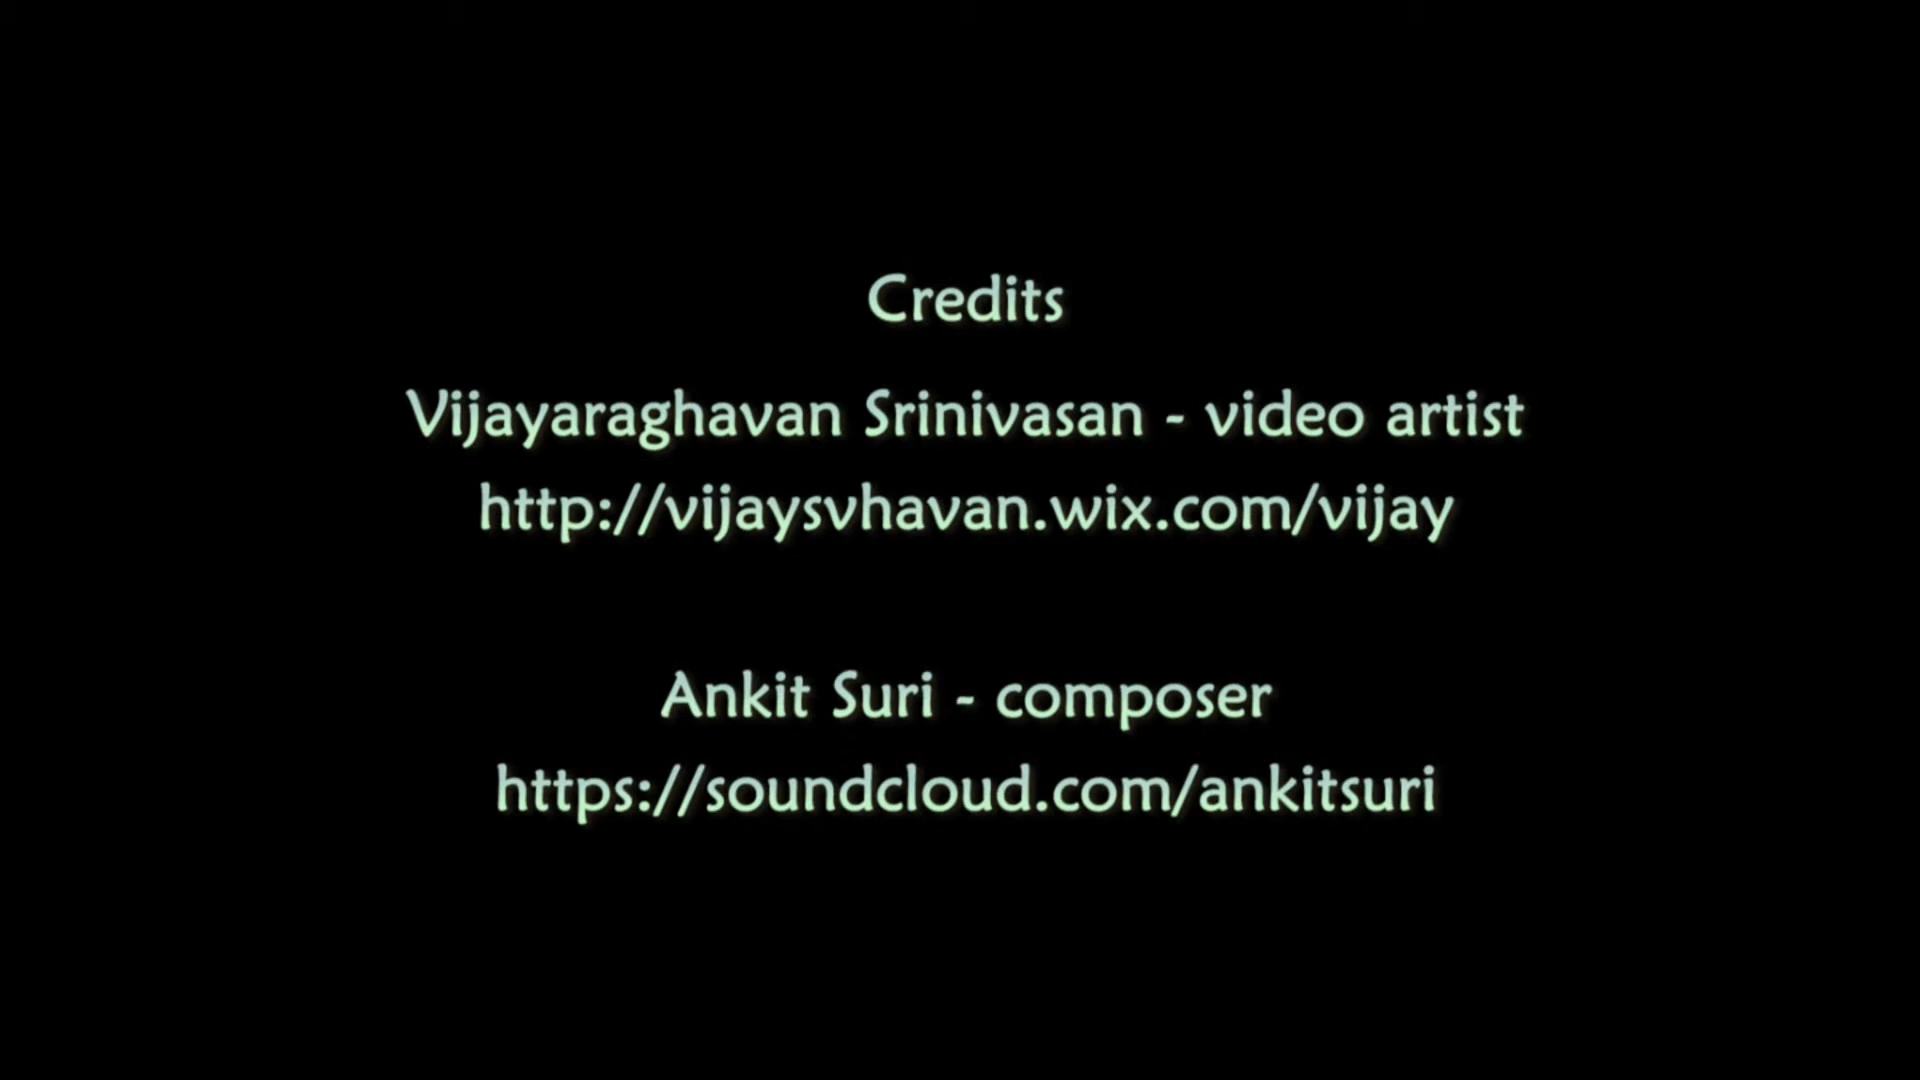 Credits
Vijayaraghavan Srinivasan - video artist
http://vijaysvhavan.wix.com/vijay
Ankit Suri - composer
https://soundcloud.com/ankitsuri